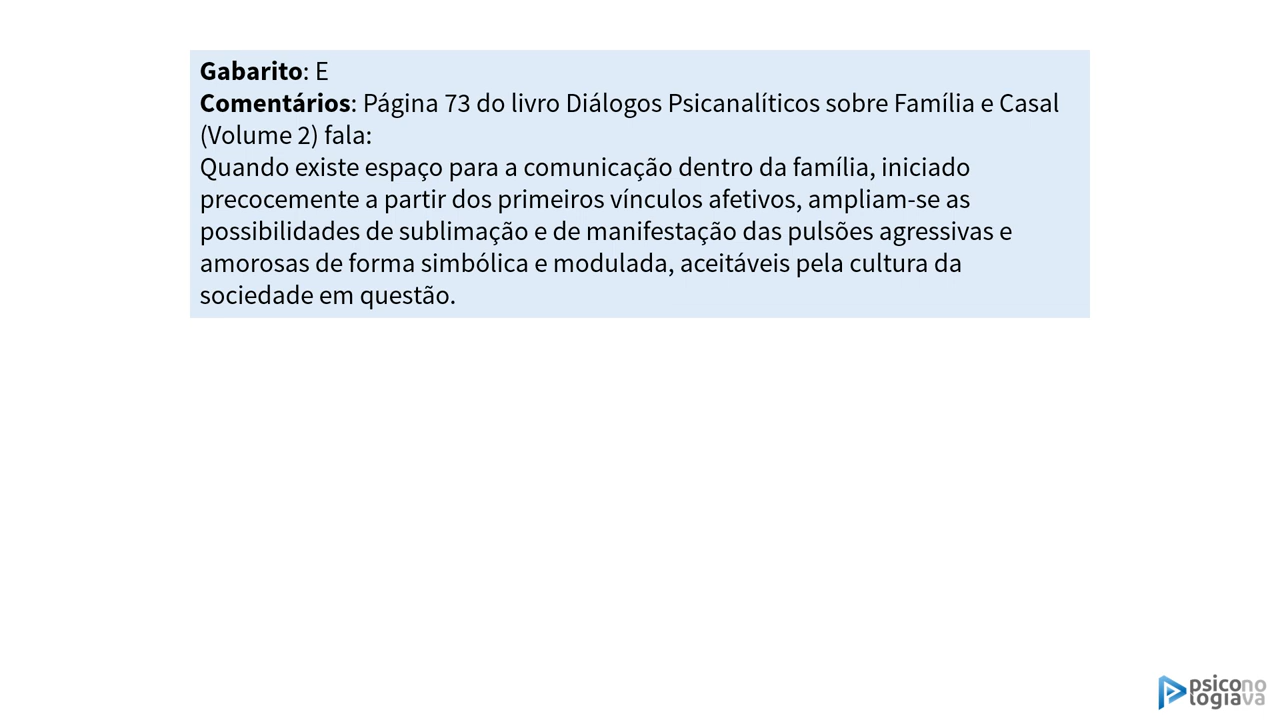 Gabarito: E
Comentários: Página 73 do livro Diálogos Psicanalíticos sobre Família e Casal
(Volume 2) fala:
Quando existe espaço para a comunicação dentro da família, iniciado
precocemente a partir dos primeiros vínculos afetivos, ampliam-se as
possibilidades de sublimação e de manifestação das pulsões agressivas e
amorosas de forma simbólica e modulada, aceitáveis pela cultura da
sociedade em questão.
psicono
logiava